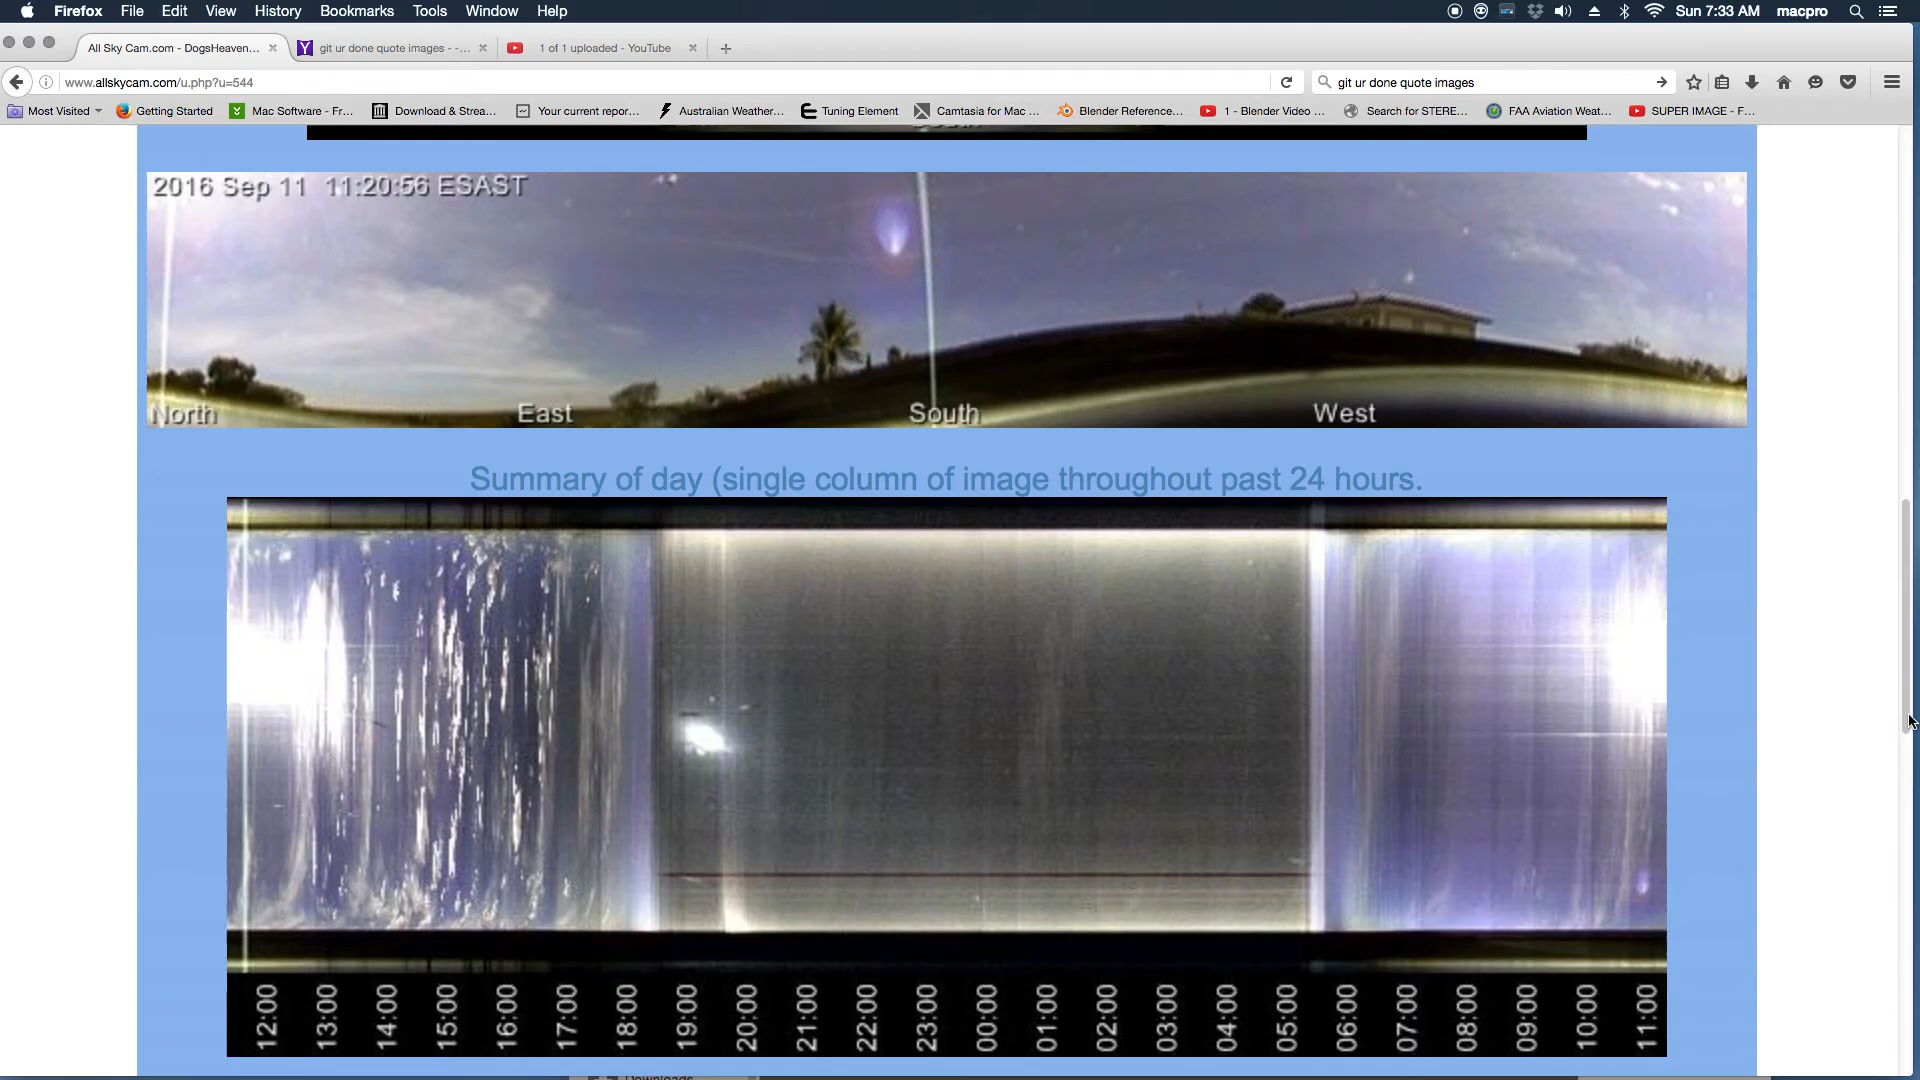 Firefox File Edit View History Bookmarks Tools Window Help Sun 7:33 AM macpro
All Sky Cam.com - DogsHeaven... git ur done quote images - -... 1 of 1 uploaded - YouTube
www.allskycam.com/u.php?u=544 git ur done quote images
Most Visited Getting Started Mac Software - Fr... Download & Strea... Your current repor... Australian Weather... Tuning Element Camtasia for Mac ... Blender Reference... 1 - Blender Video ... Search for STERE... FAA Aviation Weat... SUPER IMAGE - F...
2016 Sep 11 11:20:56 ESAST
North East South West
Summary of day (single column of image throughout past 24 hours.
12:00 13:00 14:00 15:00 16:00 17:00 18:00 19:00 20:00 21:00 22:00 23:00 00:00 01:00 02:00 03:00 04:00 05:00 06:00 07:00 08:00 09:00 10:00 11:00